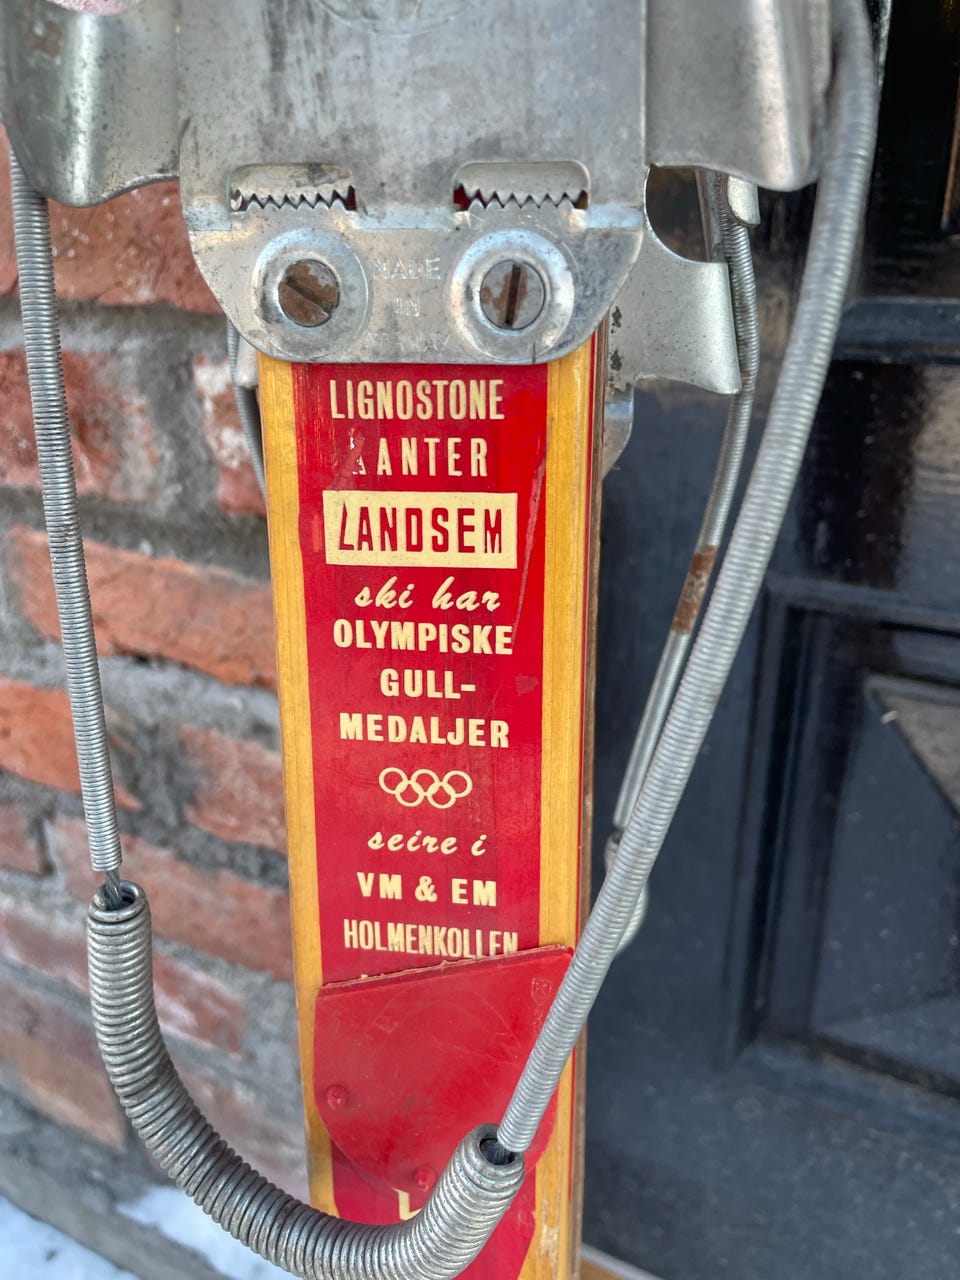 MADE
IN
LIGNOSTONE
KANTER
LANDSEM
ski har
OLYMPISKE
GULL-
MEDALJER
seire i
VM & EM
HOLMENKOLLEN